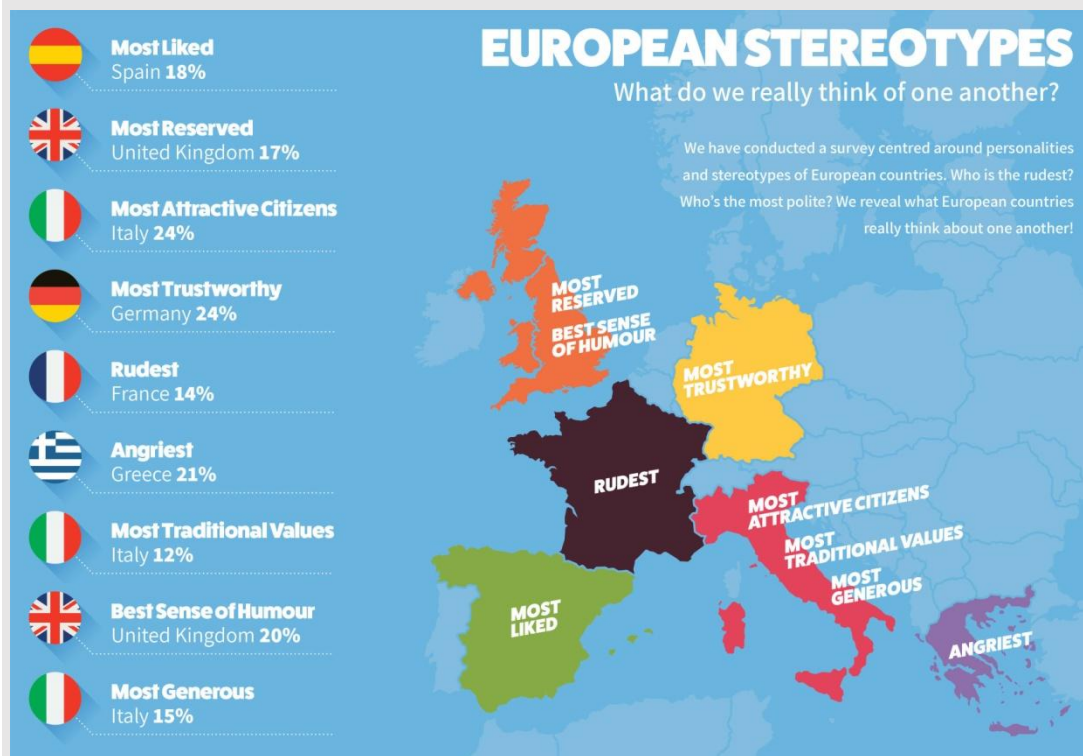 Most Liked
Spain 18%
Most Reserved
United Kingdom 17%
Most Attractive Citizens
Italy 24%
Most Trustworthy
Germany 24%
Rudest
France 14%
Angriest
Greece 21%
Most Traditional Values
Italy 12%
Best Sense of Humour
United Kingdom 20%
Most Generous
Italy 15%
EUROPEAN STEREOTYPES
What do we really think of one another?
We have conducted a survey centred around personalities
and stereotypes of European countries. Who is the rudest?
Who's the most polite? We reveal what European countries
really think about one another!
MOST
RESERVED
BEST SENSE
OF HUMOUR
MOST
TRUSTWORTHY
RUDEST
MOST
ATTRACTIVE CITIZENS
MOST
TRADITIONAL VALUES
MOST
GENEROUS
MOST
LIKED
ANGRIEST